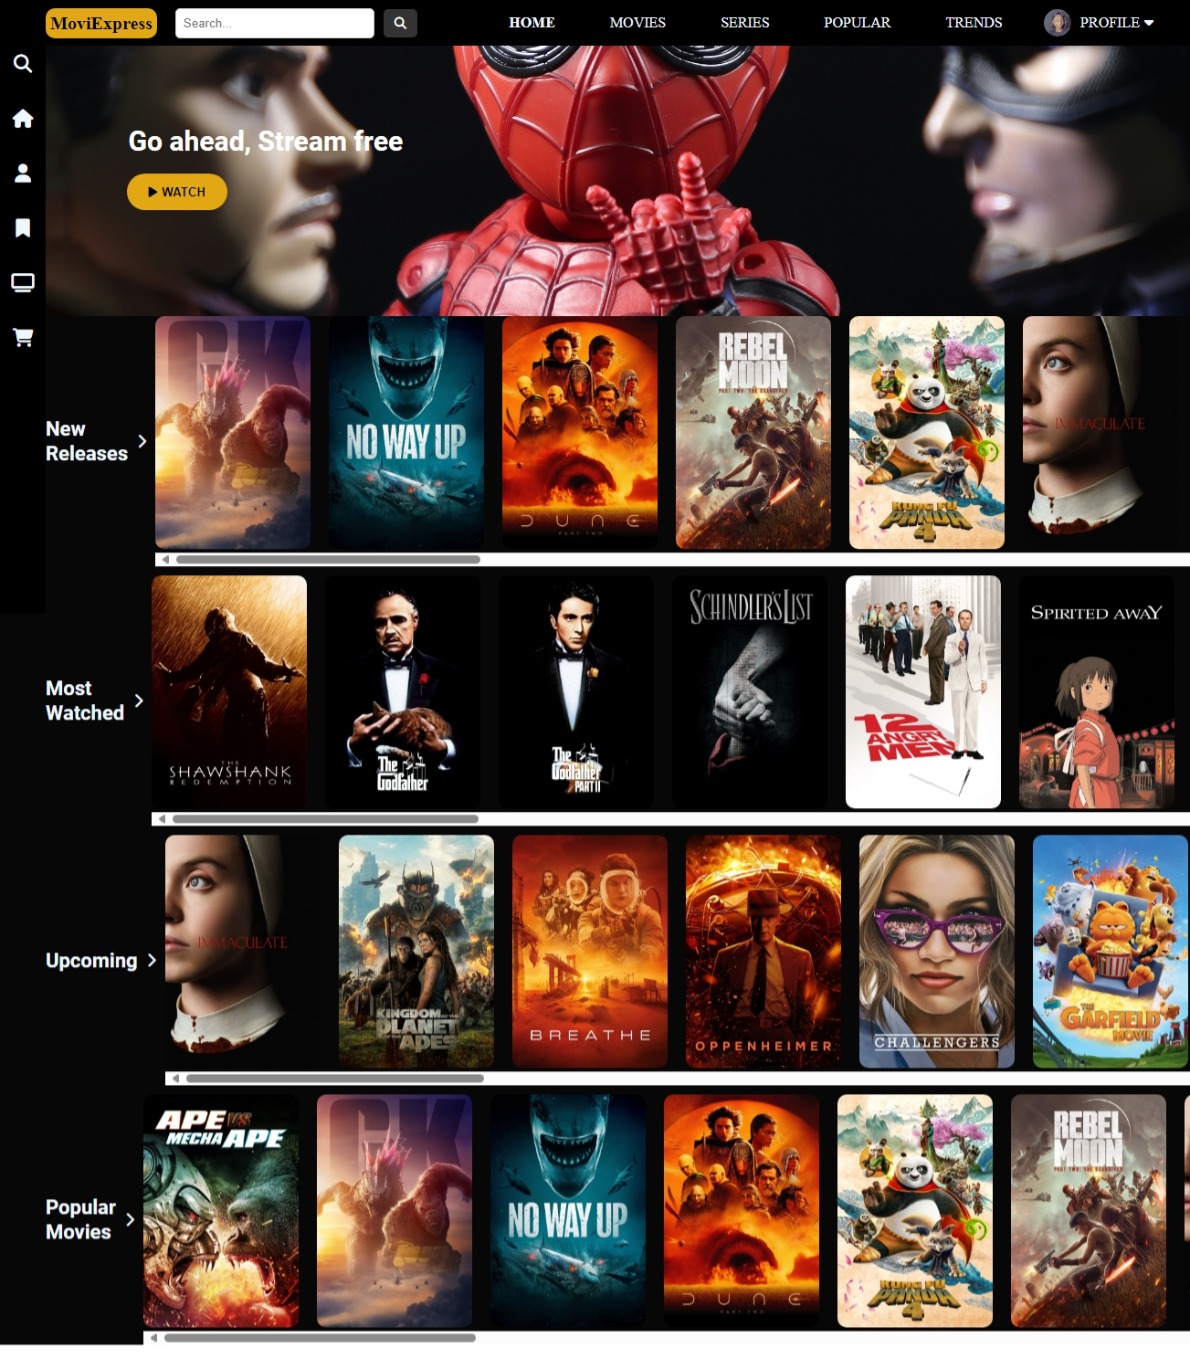 MoviExpress
Search...
HOME
MOVIES
SERIES
POPULAR
TRENDS
PROFILE
Go ahead, Stream free
WATCH
New
Releases
GK
NO WAY UP
DUNE
PART TWO
REBEL
MOON
PART TWO: THE SCARGIVER
KUNG FU
PANDA
4
IMMACULATE
Most
Watched
THE
SHAWSHANK
REDEMPTION
The
Godfather
The
Godfather
PART II
SCHINDLER'S LIST
12
ANGRY
MEN
SPIRITED AWAY
Upcoming
IMMACULATE
KINGDOM OF THE
PLANET
OF THE
APES
BREATHE
OPPENHEIMER
CHALLENGERS
THE
GARFIELD
MOVIE
Popular
Movies
APE VS
MECHA APE
GK
NO WAY UP
DUNE
PART TWO
KUNG FU
PANDA
4
REBEL
MOON
PART TWO: THE SCARGIVER